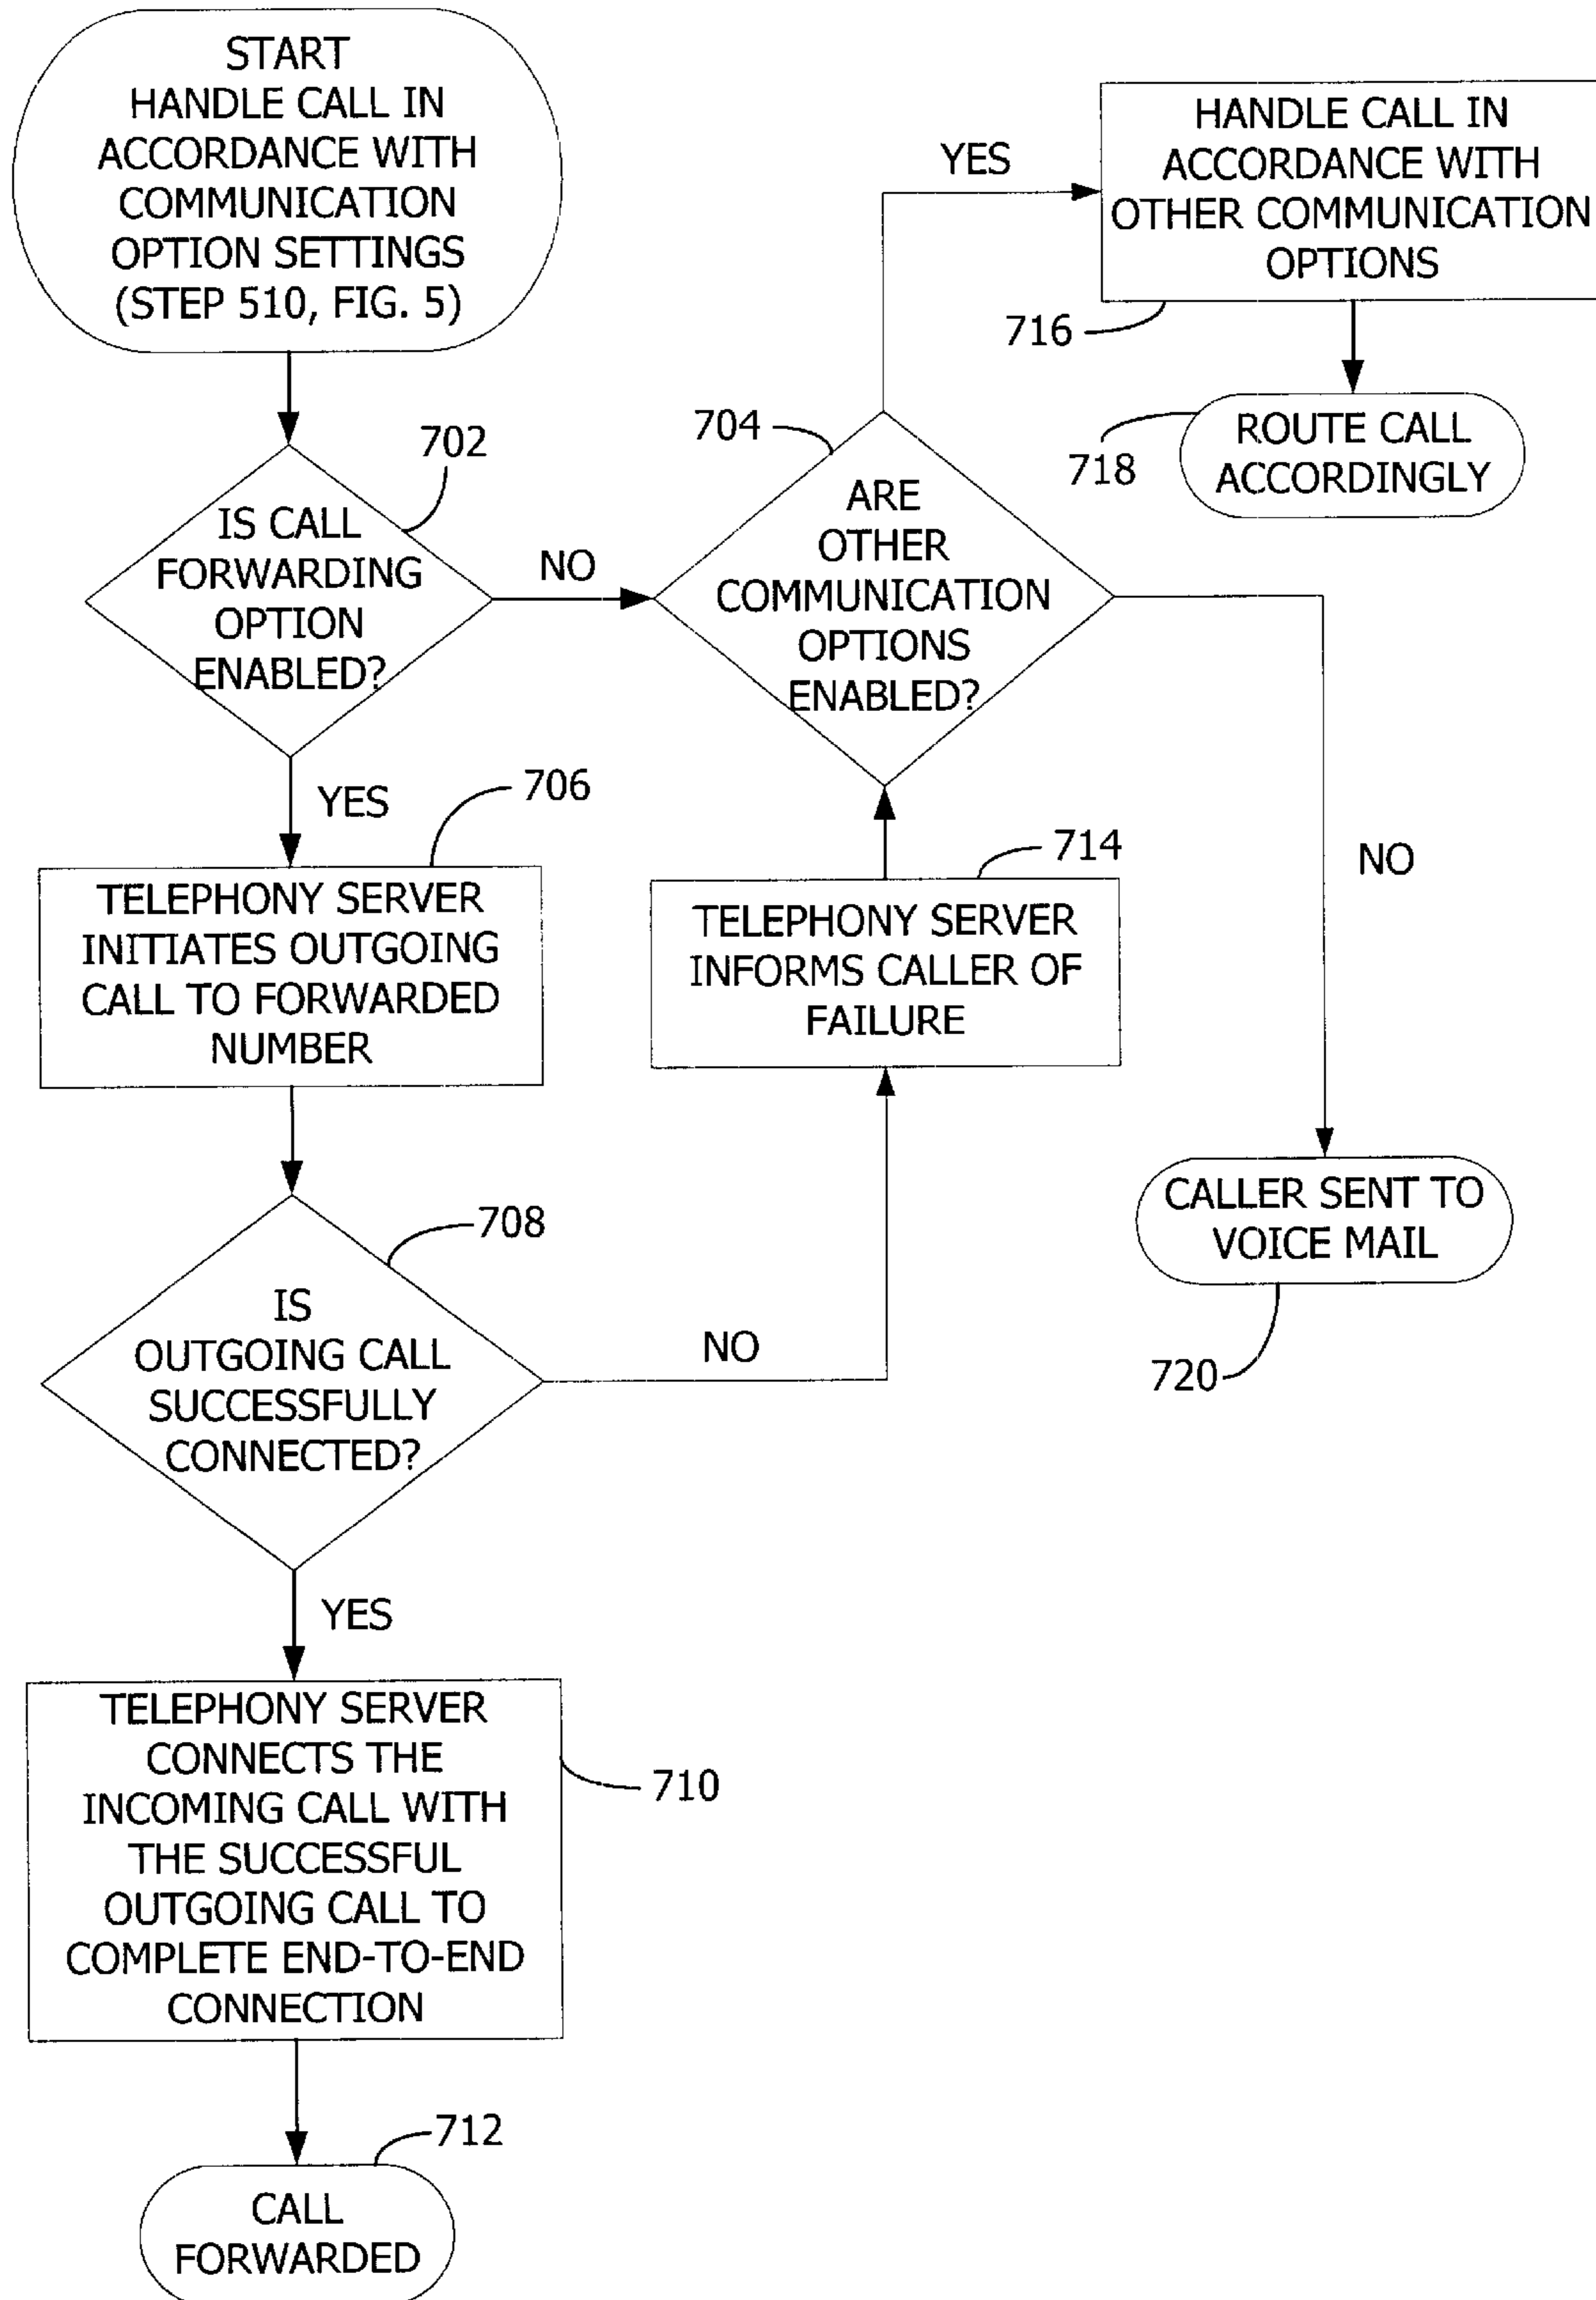 START
HANDLE CALL IN
ACCORDANCE WITH
COMMUNICATION
OPTION SETTINGS
(STEP 510, FIG. 5)
702
IS CALL
FORWARDING
OPTION
ENABLED?
NO
YES
706
TELEPHONY SERVER
INITIATES OUTGOING
CALL TO FORWARDED
NUMBER
708
IS
OUTGOING CALL
SUCCESSFULLY
CONNECTED?
NO
YES
TELEPHONY SERVER
CONNECTS THE
INCOMING CALL WITH
THE SUCCESSFUL
OUTGOING CALL TO
COMPLETE END-TO-END
CONNECTION
710
712
CALL
FORWARDED
704
ARE
OTHER
COMMUNICATION
OPTIONS
ENABLED?
YES
714
TELEPHONY SERVER
INFORMS CALLER OF
FAILURE
HANDLE CALL IN
ACCORDANCE WITH
OTHER COMMUNICATION
OPTIONS
716
718
ROUTE CALL
ACCORDINGLY
NO
CALLER SENT TO
VOICE MAIL
720